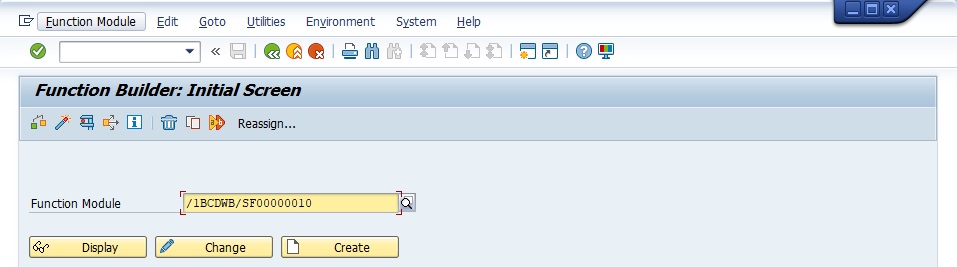 Function Module Edit Goto Utilities Environment System Help
Function Builder: Initial Screen
Reassign...
Function Module /1BCDWB/SF00000010
Display Change Create